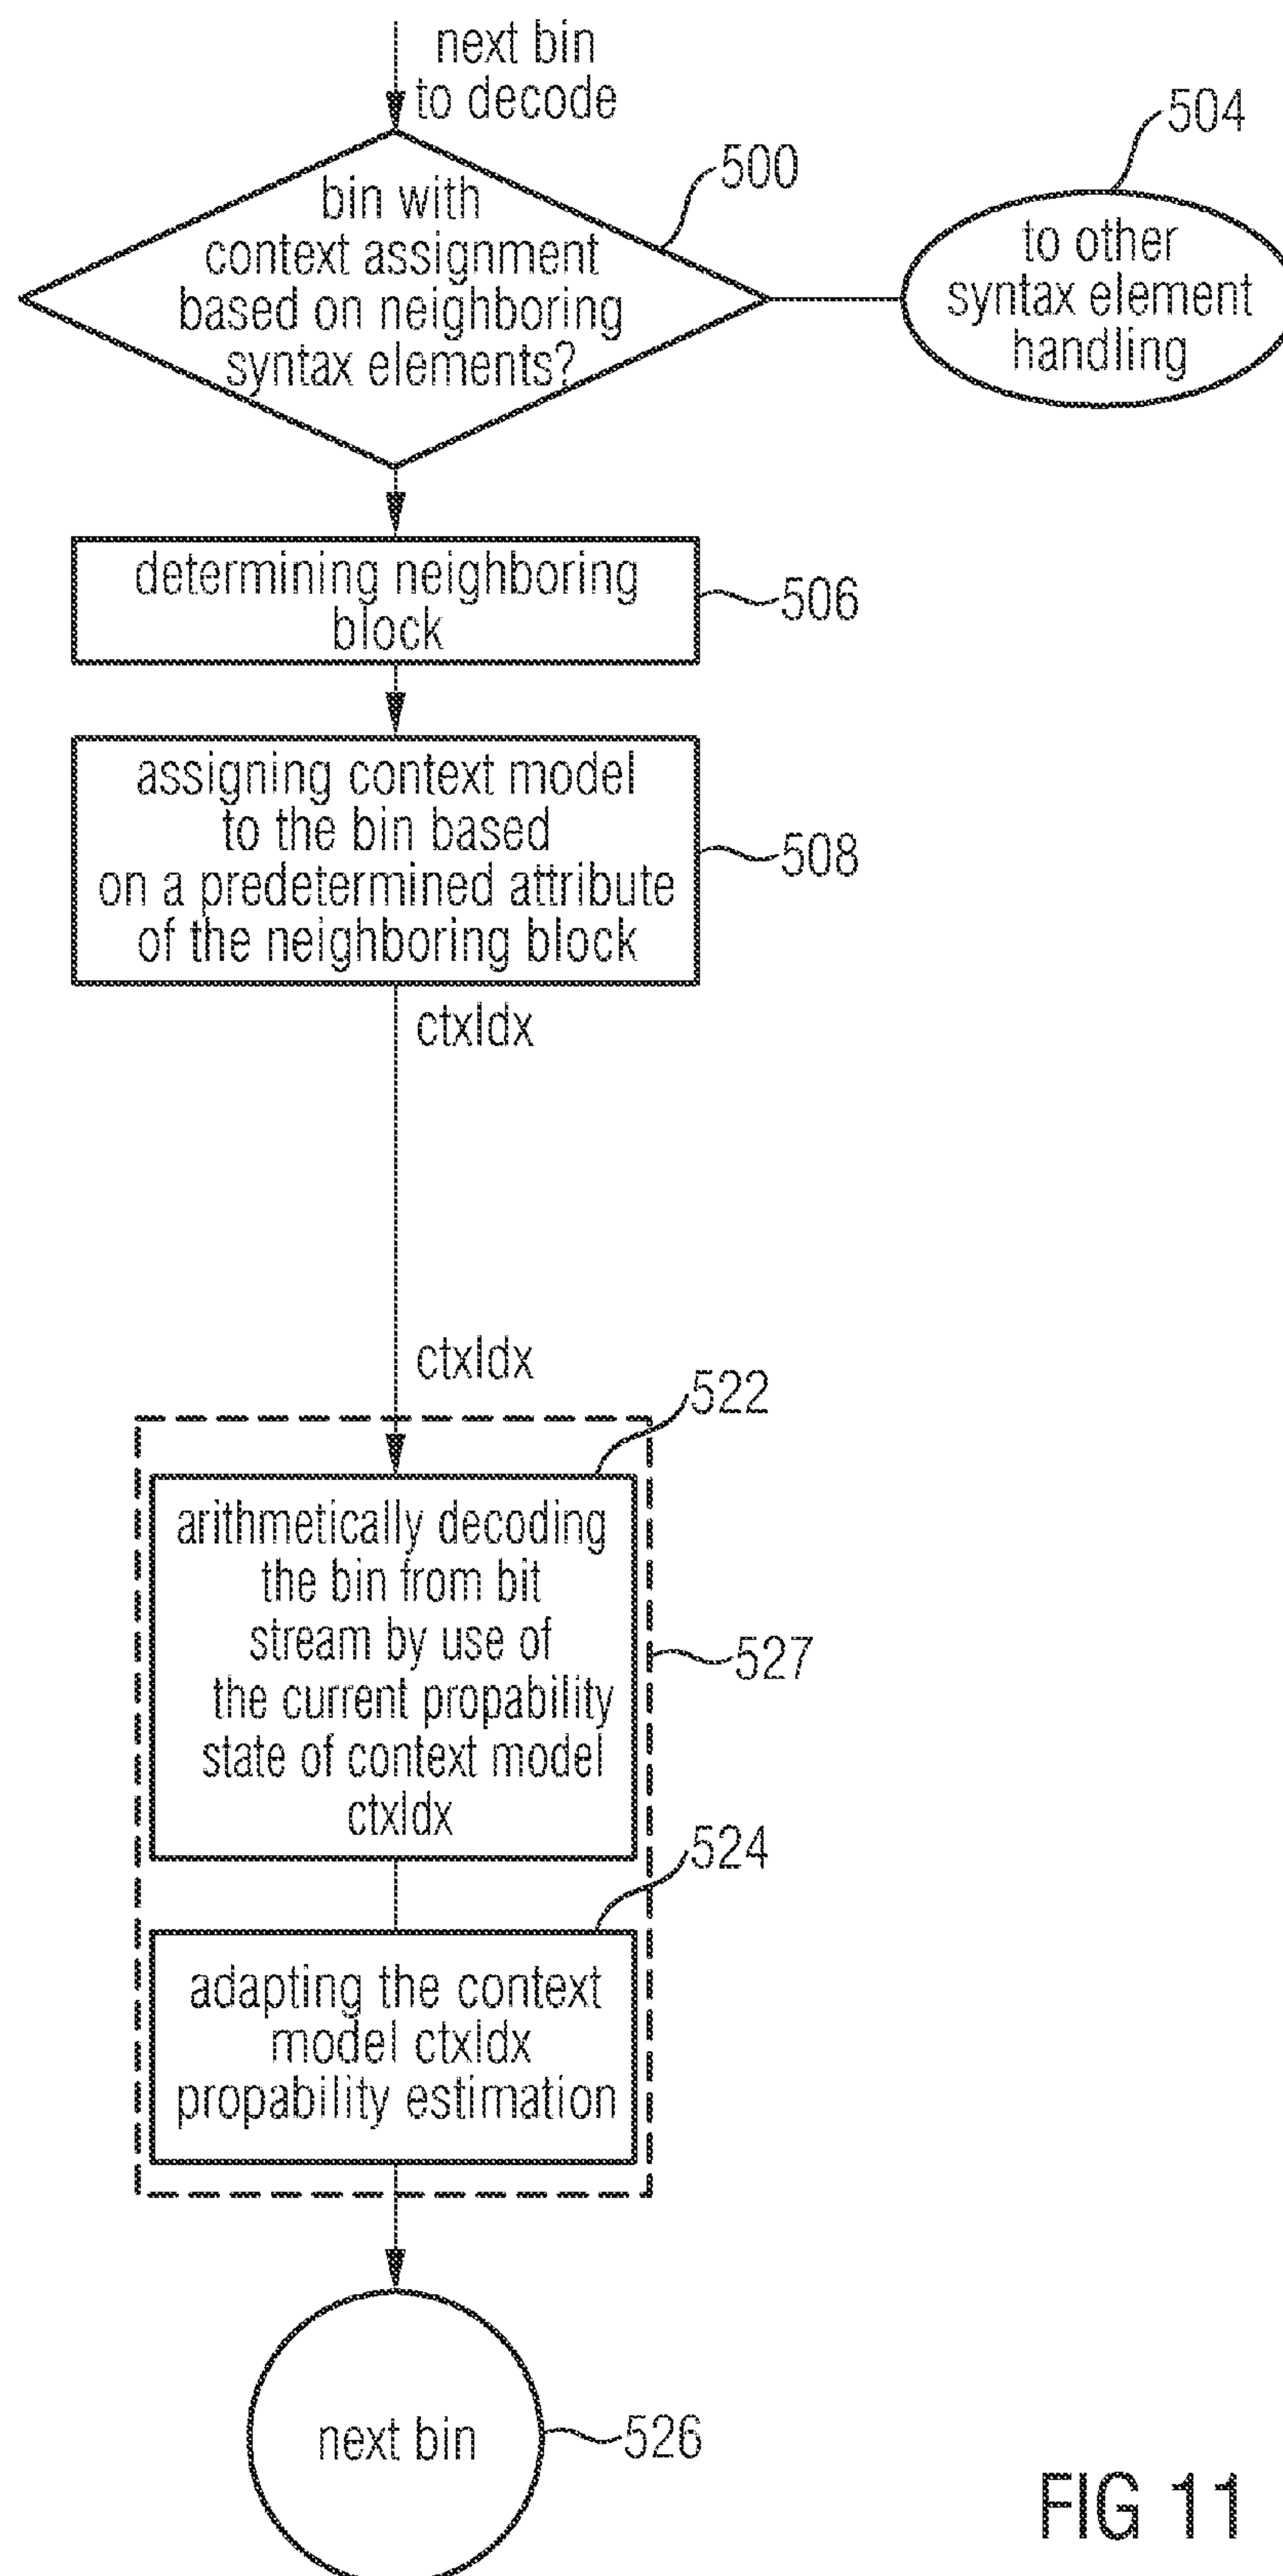 next bin
to decode
bin with
context assignment
based on neighboring
syntax elements?
500
504
to other
syntax element
handling
determining neighboring
block
506
assigning context model
to the bin based
on a predetermined attribute
of the neighboring block
508
ctxIdx
ctxIdx
522
arithmetically decoding
the bin from bit
stream by use of
the current propability
state of context model
ctxIdx
527
524
adapting the context
model ctxIdx
propability estimation
next bin
526
FIG 11